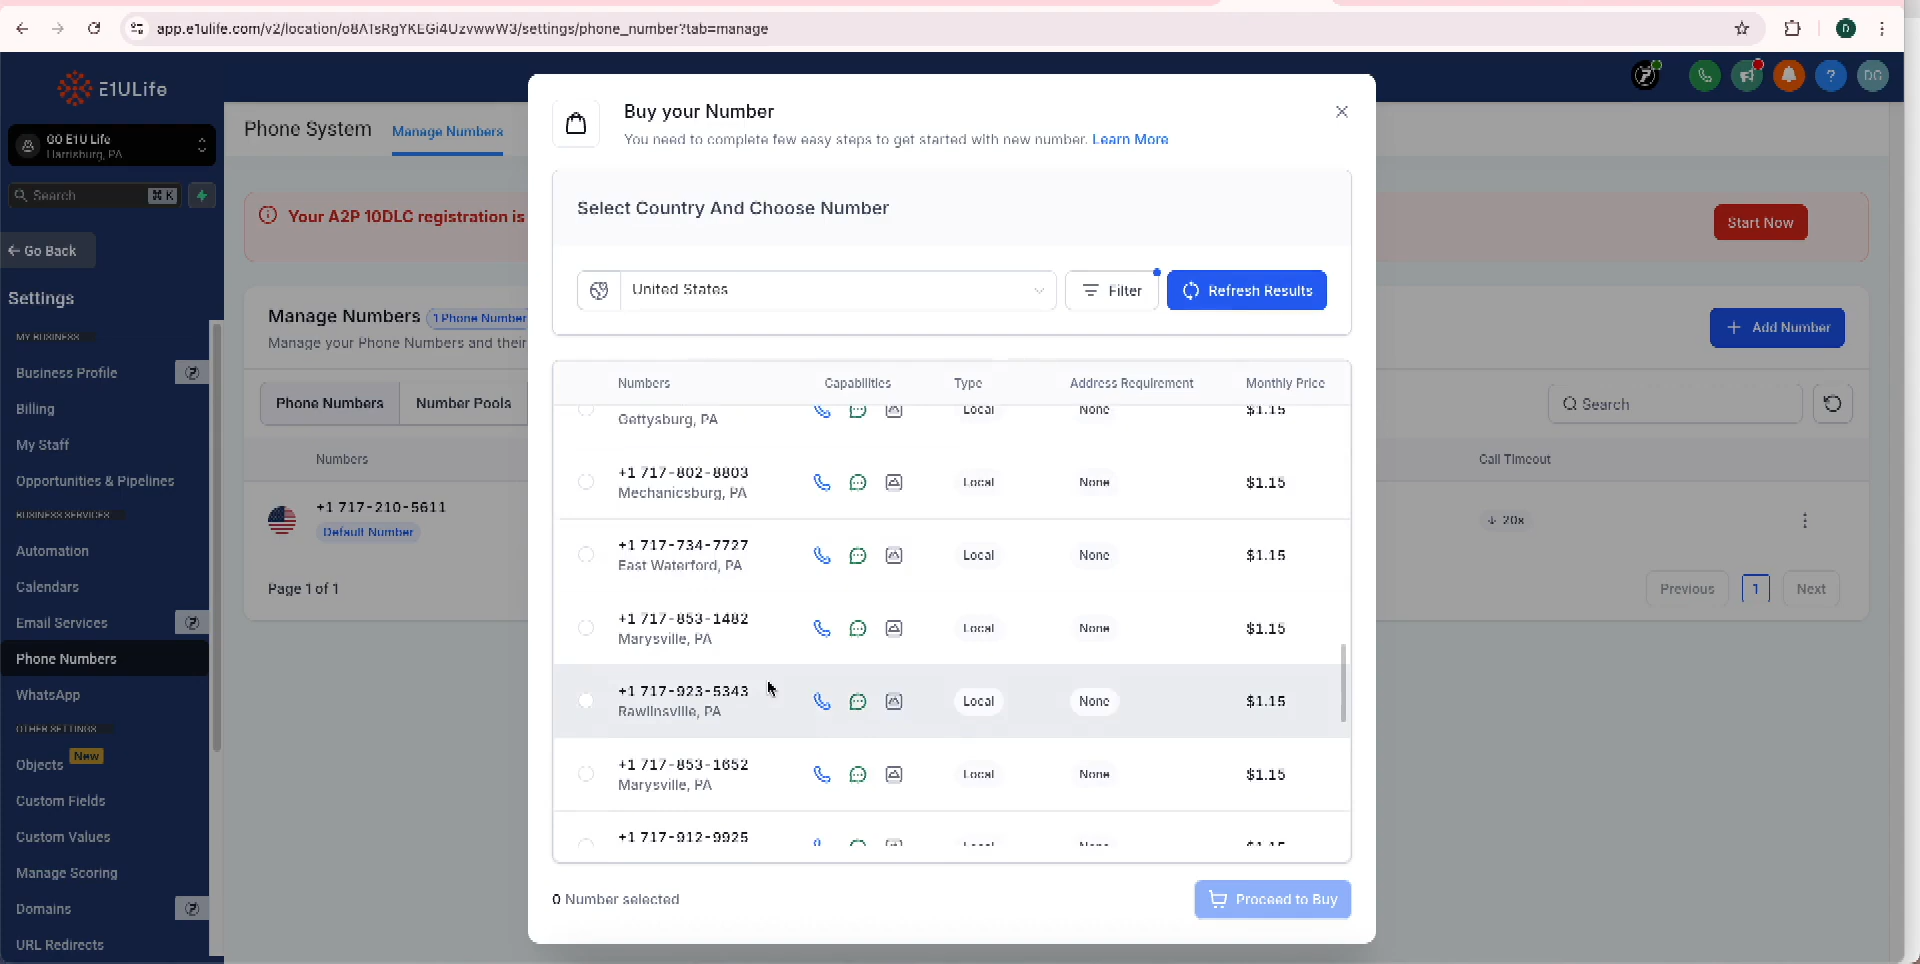 app.e1ulife.com/v2/location/o8ATsRgYKEGi4UzvwwW3/settings/phone_number?tab=manage
D
E1ULife
DG
GO E1U Life
Harrisburg, PA
Search
⌘ K
← Go Back
Settings
MY BUSINESS
Business Profile
Billing
My Staff
Opportunities & Pipelines
BUSINESS SERVICES
Automation
Calendars
Email Services
Phone Numbers
WhatsApp
OTHER SETTINGS
Objects New
Custom Fields
Custom Values
Manage Scoring
Domains
URL Redirects
Phone System Manage Numbers
Your A2P 10DLC registration is
Start Now
Manage Numbers 1 Phone Number
Manage your Phone Numbers and their
+ Add Number
Phone Numbers Number Pools
Search
Numbers
Call Timeout
+1 717-210-5611
Default Number
↓ 20s
Page 1 of 1
Previous 1 Next
Buy your Number
You need to complete few easy steps to get started with new number. Learn More
Select Country And Choose Number
United States
Filter
Refresh Results
Numbers Capabilities Type Address Requirement Monthly Price
Gettysburg, PA Local None $1.15
+1 717-802-8803
Mechanicsburg, PA
Local None $1.15
+1 717-734-7727
East Waterford, PA
Local None $1.15
+1 717-853-1482
Marysville, PA
Local None $1.15
+1 717-923-5343
Rawlinsville, PA
Local None $1.15
+1 717-853-1652
Marysville, PA
Local None $1.15
+1 717-912-9925
Local None $1.15
0 Number selected
Proceed to Buy